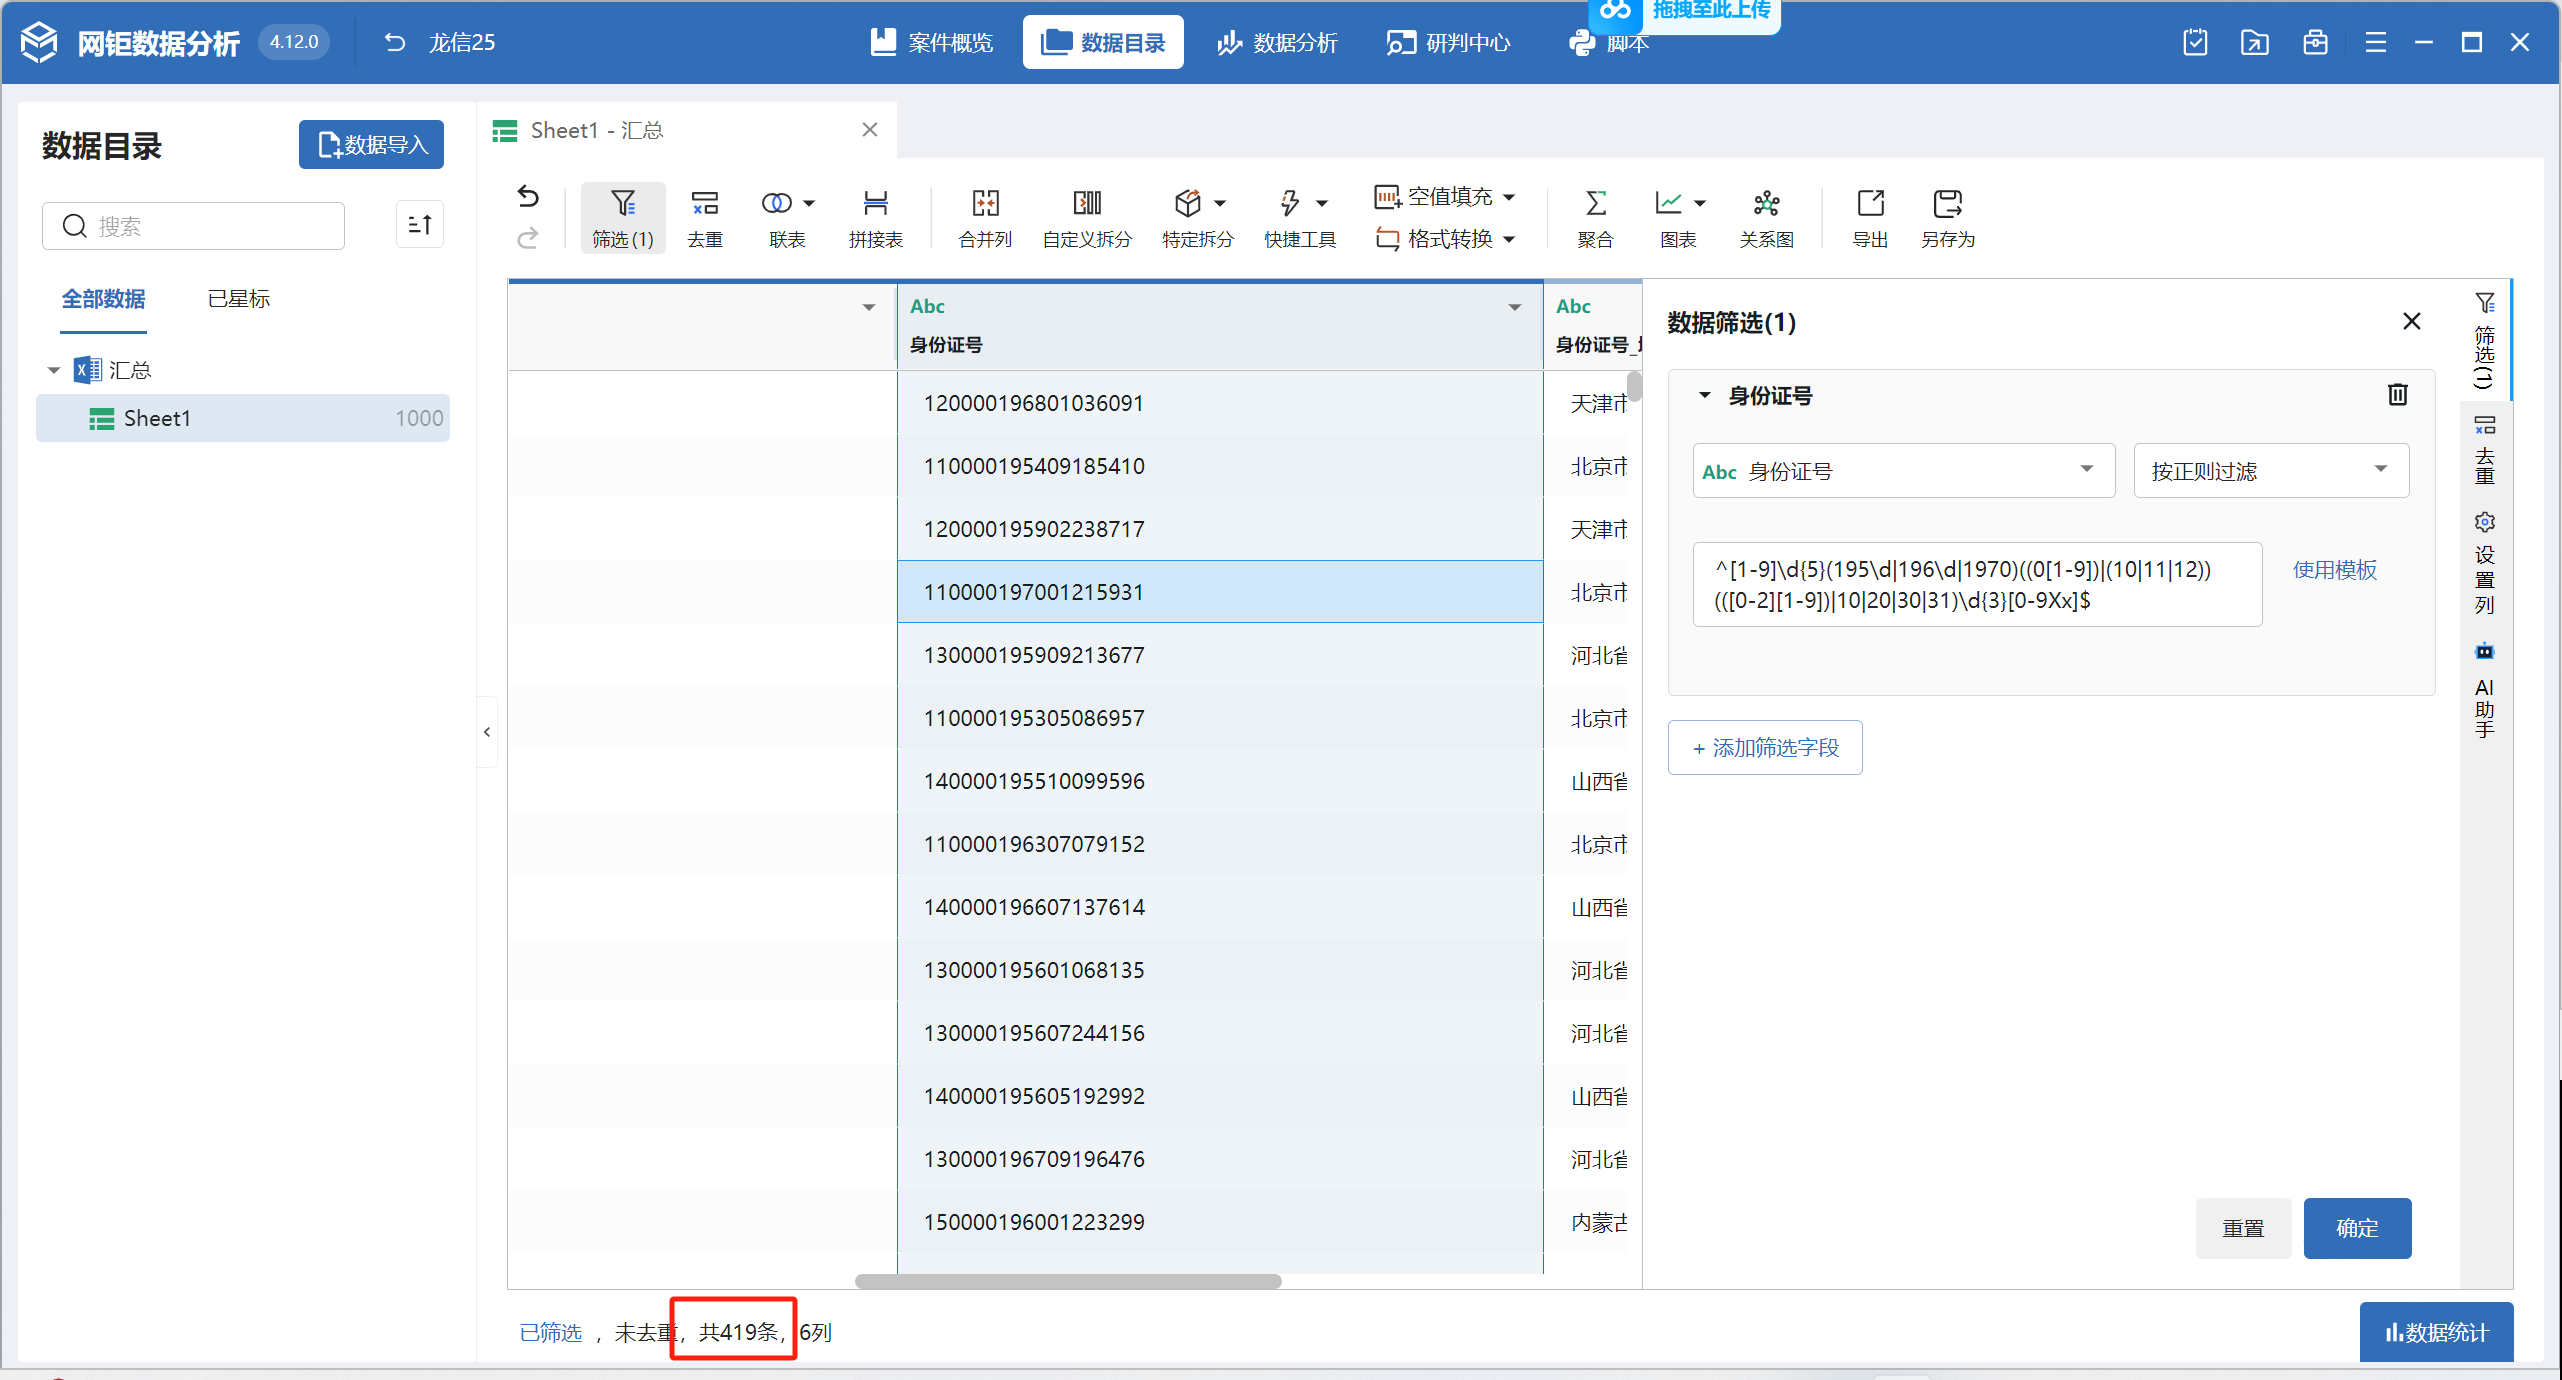 网钜数据分析
4.12.0
龙信25
案件概览
数据目录
数据分析
研判中心
脚本
拖拽至此上传
数据目录
数据导入
搜索
全部数据
已星标
汇总
Sheet1
1000
Sheet1 - 汇总
筛选 (1)
去重
联表
拼接表
合并列
自定义拆分
特定拆分
快捷工具
空值填充
格式转换
聚合
图表
关系图
导出
另存为
Abc
身份证号
Abc
身份证号_
120000196801036091
天津市
110000195409185410
北京市
120000195902238717
天津市
110000197001215931
北京市
130000195909213677
河北省
110000195305086957
北京市
140000195510099596
山西省
110000196307079152
北京市
140000196607137614
山西省
130000195601068135
河北省
130000195607244156
河北省
140000195605192992
山西省
130000196709196476
河北省
150000196001223299
内蒙古
数据筛选(1)
身份证号
Abc 身份证号
按正则过滤
^[1-9]\d{5}(195\d|196\d|1970)((0[1-9])|(10|11|12))
(([0-2][1-9])|10|20|30|31)\d{3}[0-9Xx]$
使用模板
+ 添加筛选字段
重置
确定
筛选(1)
去重
设置列
AI助手
已筛选 ，未去重，共419条，6列
数据统计